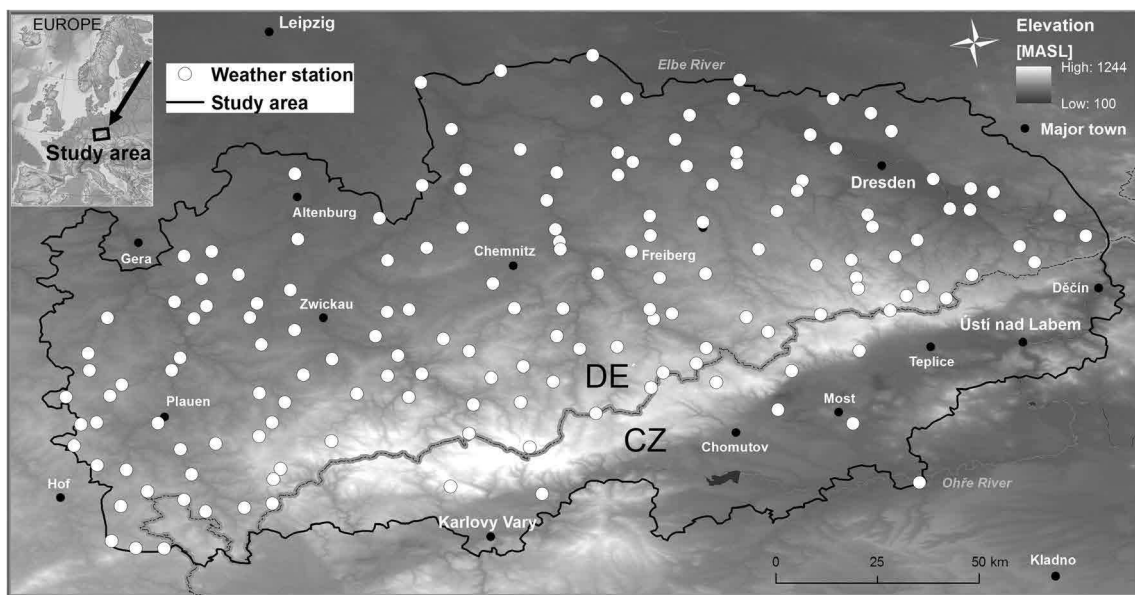 EUROPE
Study area
Leipzig
Weather station
Study area
Elbe River
Elevation
[MASL]
High: 1244
Low: 100
Major town
Dresden
Altenburg
Gera
Chemnitz
Freiberg
Zwickau
Děčín
Ústí nad Labem
Teplice
DE
Plauen
Most
CZ
Chomutov
Hof
Ohře River
Karlovy Vary
Kladno
0 25 50 km